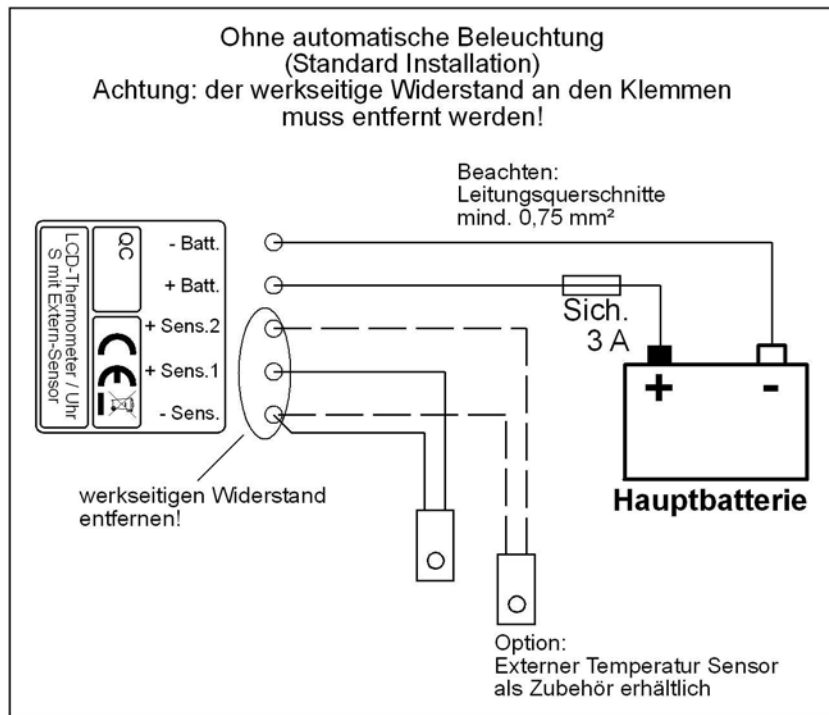 Ohne automatische Beleuchtung
(Standard Installation)
Achtung: der werkseitige Widerstand an den Klemmen
muss entfernt werden!
Beachten:
Leitungsquerschnitte
mind. 0,75 mm²
LCD-Thermometer / Uhr
S mit Extern-Sensor
QC
CE
- Batt.
+ Batt.
+ Sens.2
+ Sens.1
- Sens.
Sich.
3 A
+ -
Hauptbatterie
werkseitigen Widerstand
entfernen!
Option:
Externer Temperatur Sensor
als Zubehör erhältlich